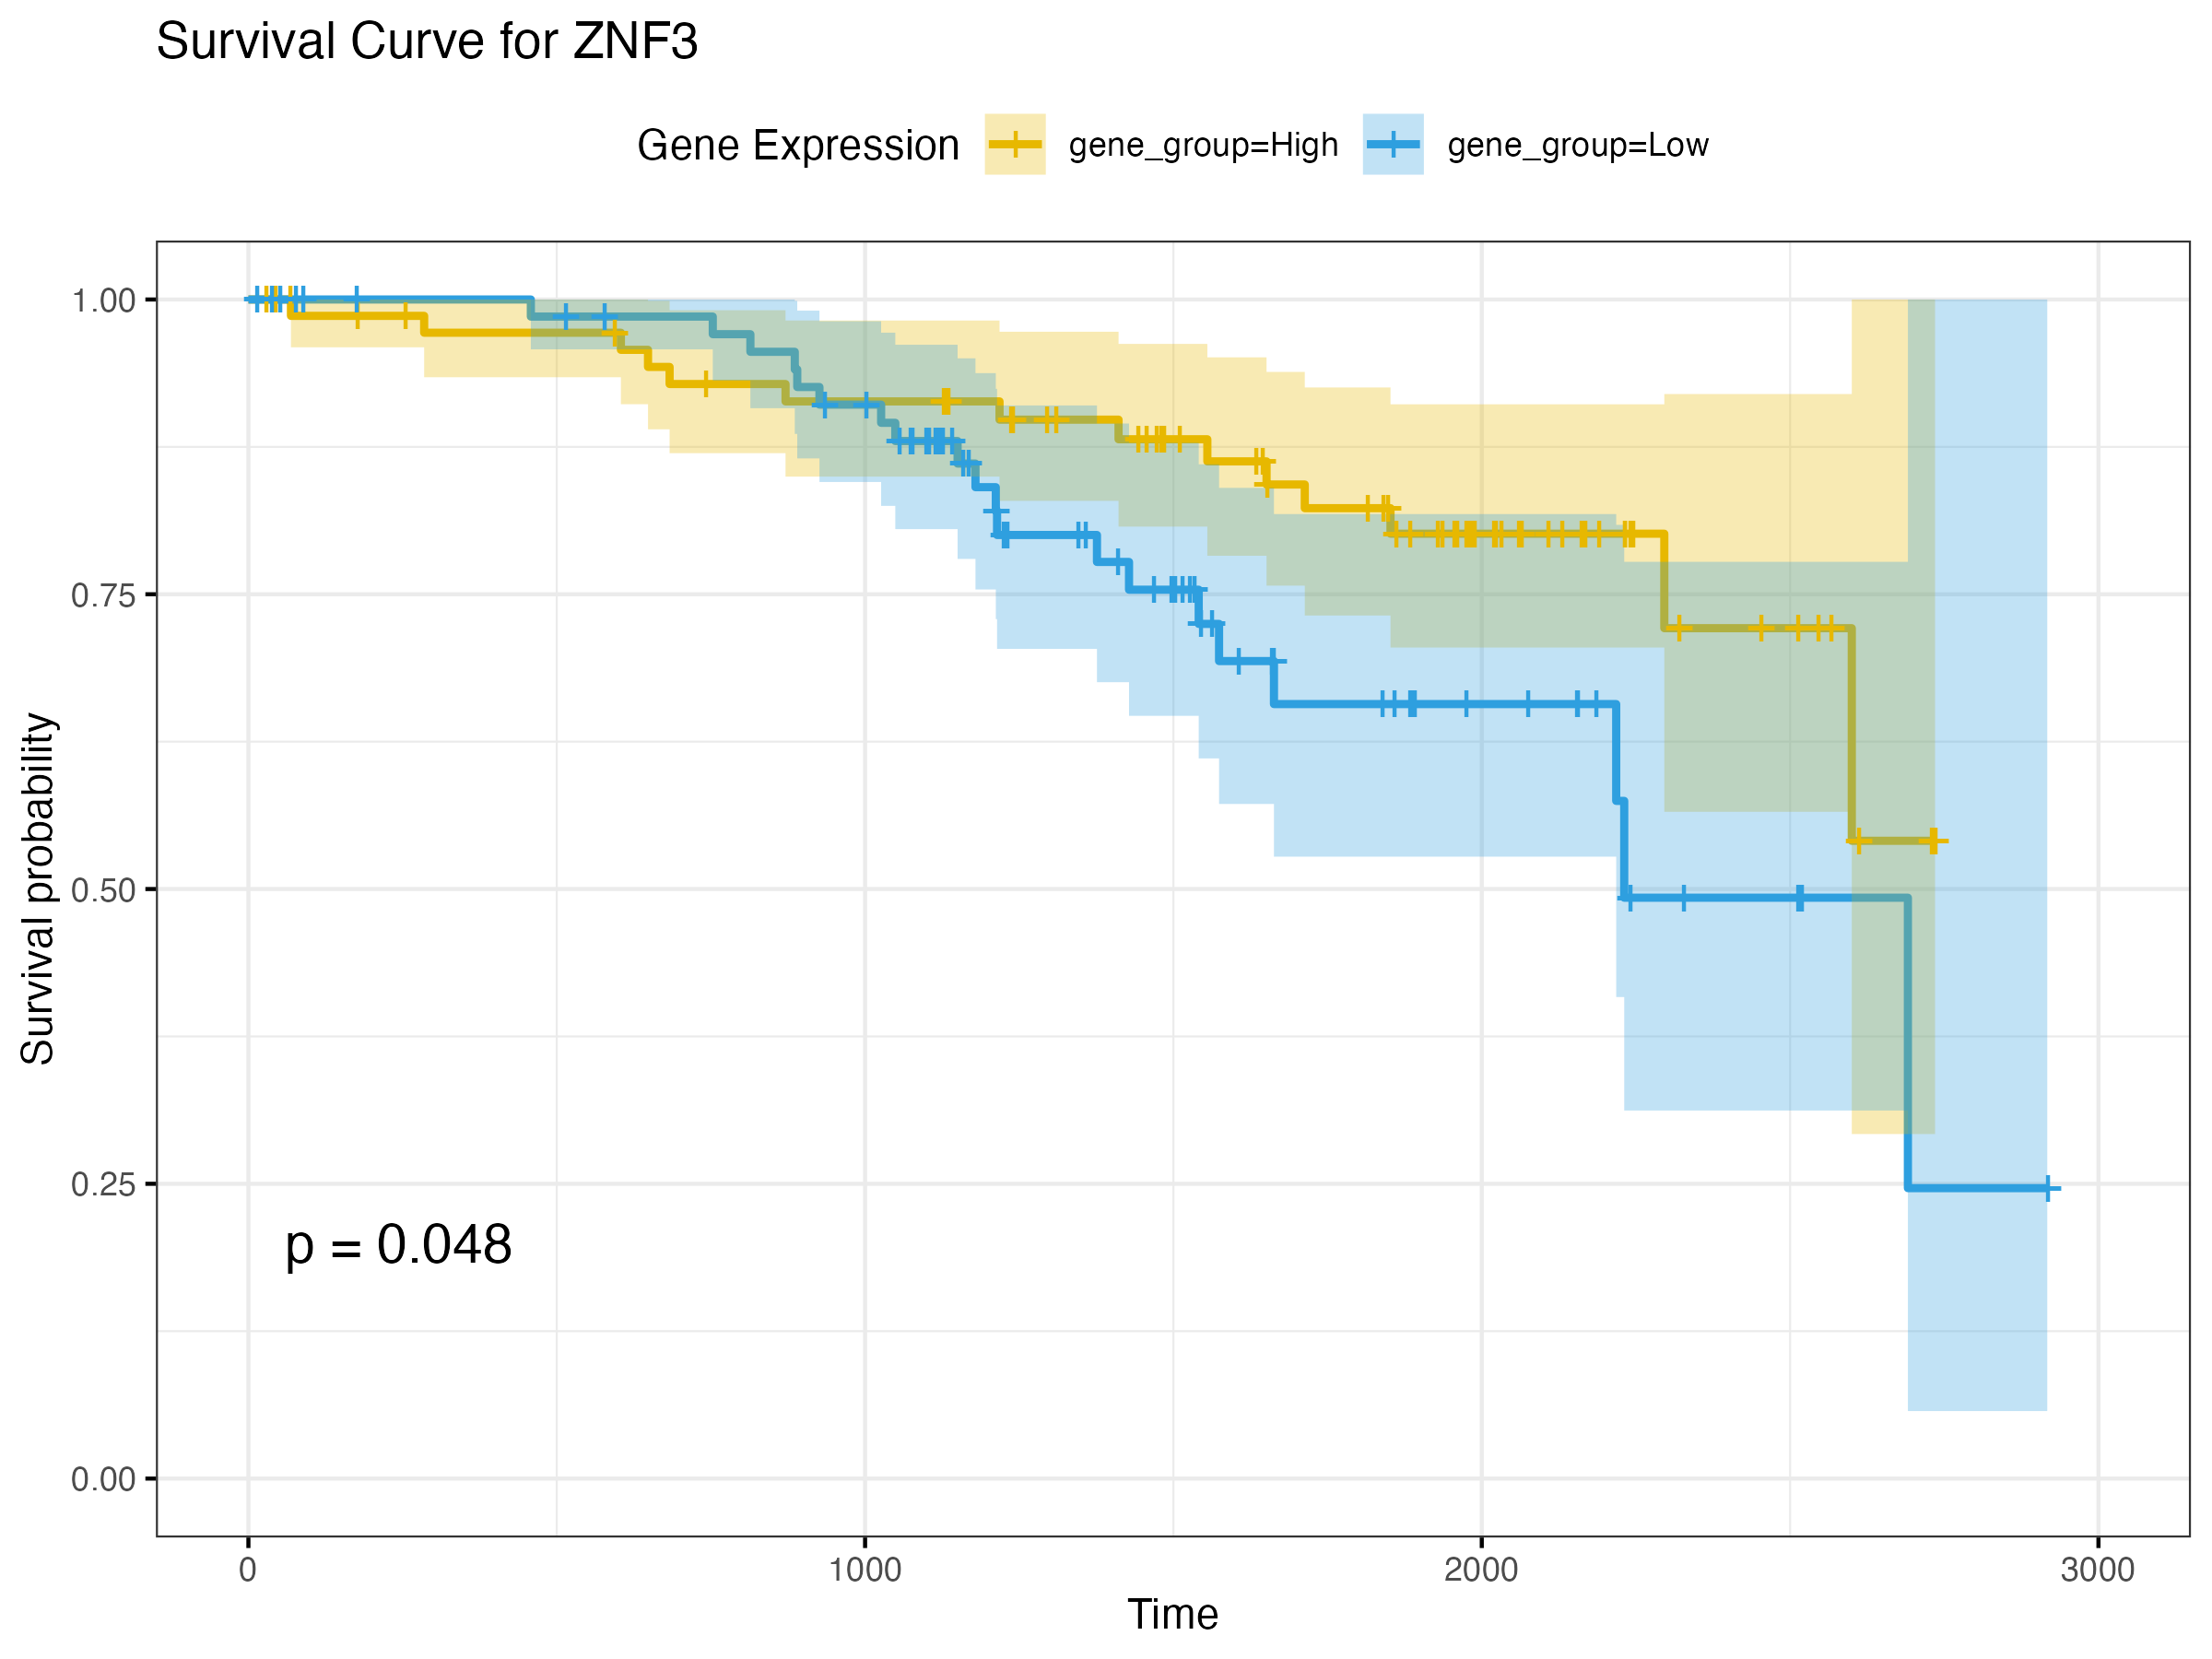 Survival Curve for ZNF3
Gene Expression gene_group=High gene_group=Low
Survival probability
1.00
0.75
0.50
0.25
0.00
p = 0.048
0 1000 2000 3000
Time